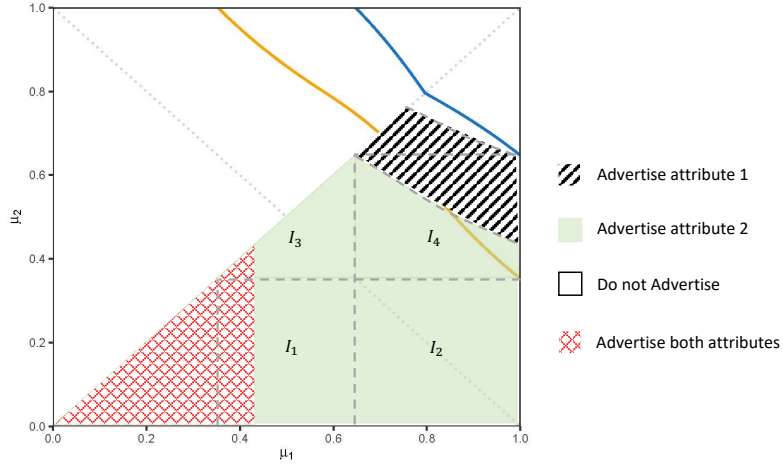 1.0
0.8
0.6
0.4
0.2
0.0
μ2
0.0 0.2 0.4 0.6 0.8 1.0
μ1
I3
I4
I1
I2
Advertise attribute 1
Advertise attribute 2
Do not Advertise
Advertise both attributes